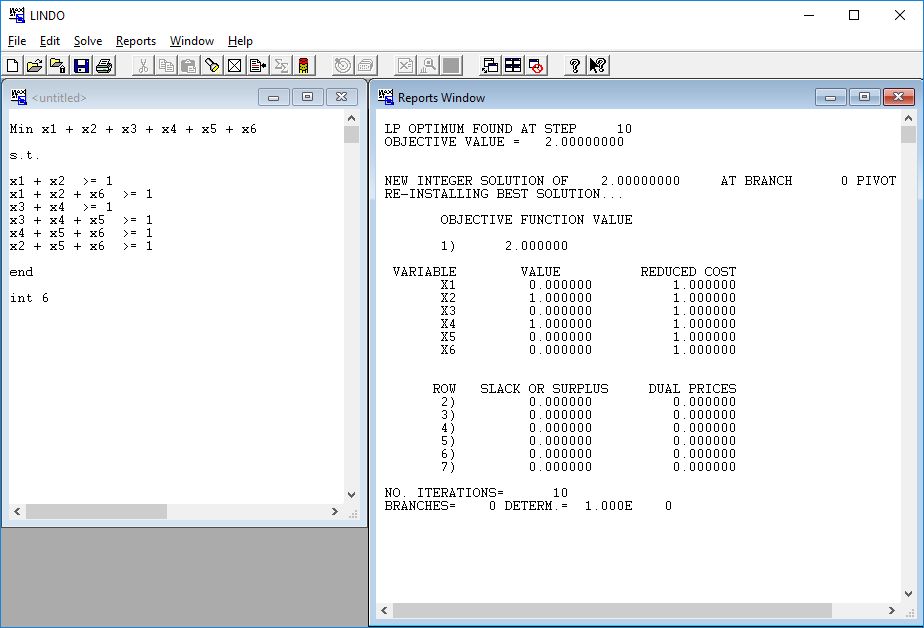 LINDO
File Edit Solve Reports Window Help
<untitled>
Min x1 + x2 + x3 + x4 + x5 + x6
s.t.
x1 + x2 >= 1
x1 + x2 + x6 >= 1
x3 + x4 >= 1
x3 + x4 + x5 >= 1
x4 + x5 + x6 >= 1
x2 + x5 + x6 >= 1
end
int 6
Reports Window
LP OPTIMUM FOUND AT STEP 10
OBJECTIVE VALUE = 2.00000000
NEW INTEGER SOLUTION OF 2.00000000 AT BRANCH 0 PIVOT
RE-INSTALLING BEST SOLUTION...
OBJECTIVE FUNCTION VALUE
1) 2.000000
VARIABLE VALUE REDUCED COST
X1 0.000000 1.000000
X2 1.000000 1.000000
X3 0.000000 1.000000
X4 1.000000 1.000000
X5 0.000000 1.000000
X6 0.000000 1.000000
ROW SLACK OR SURPLUS DUAL PRICES
2) 0.000000 0.000000
3) 0.000000 0.000000
4) 0.000000 0.000000
5) 0.000000 0.000000
6) 0.000000 0.000000
7) 0.000000 0.000000
NO. ITERATIONS= 10
BRANCHES= 0 DETERM.= 1.000E 0